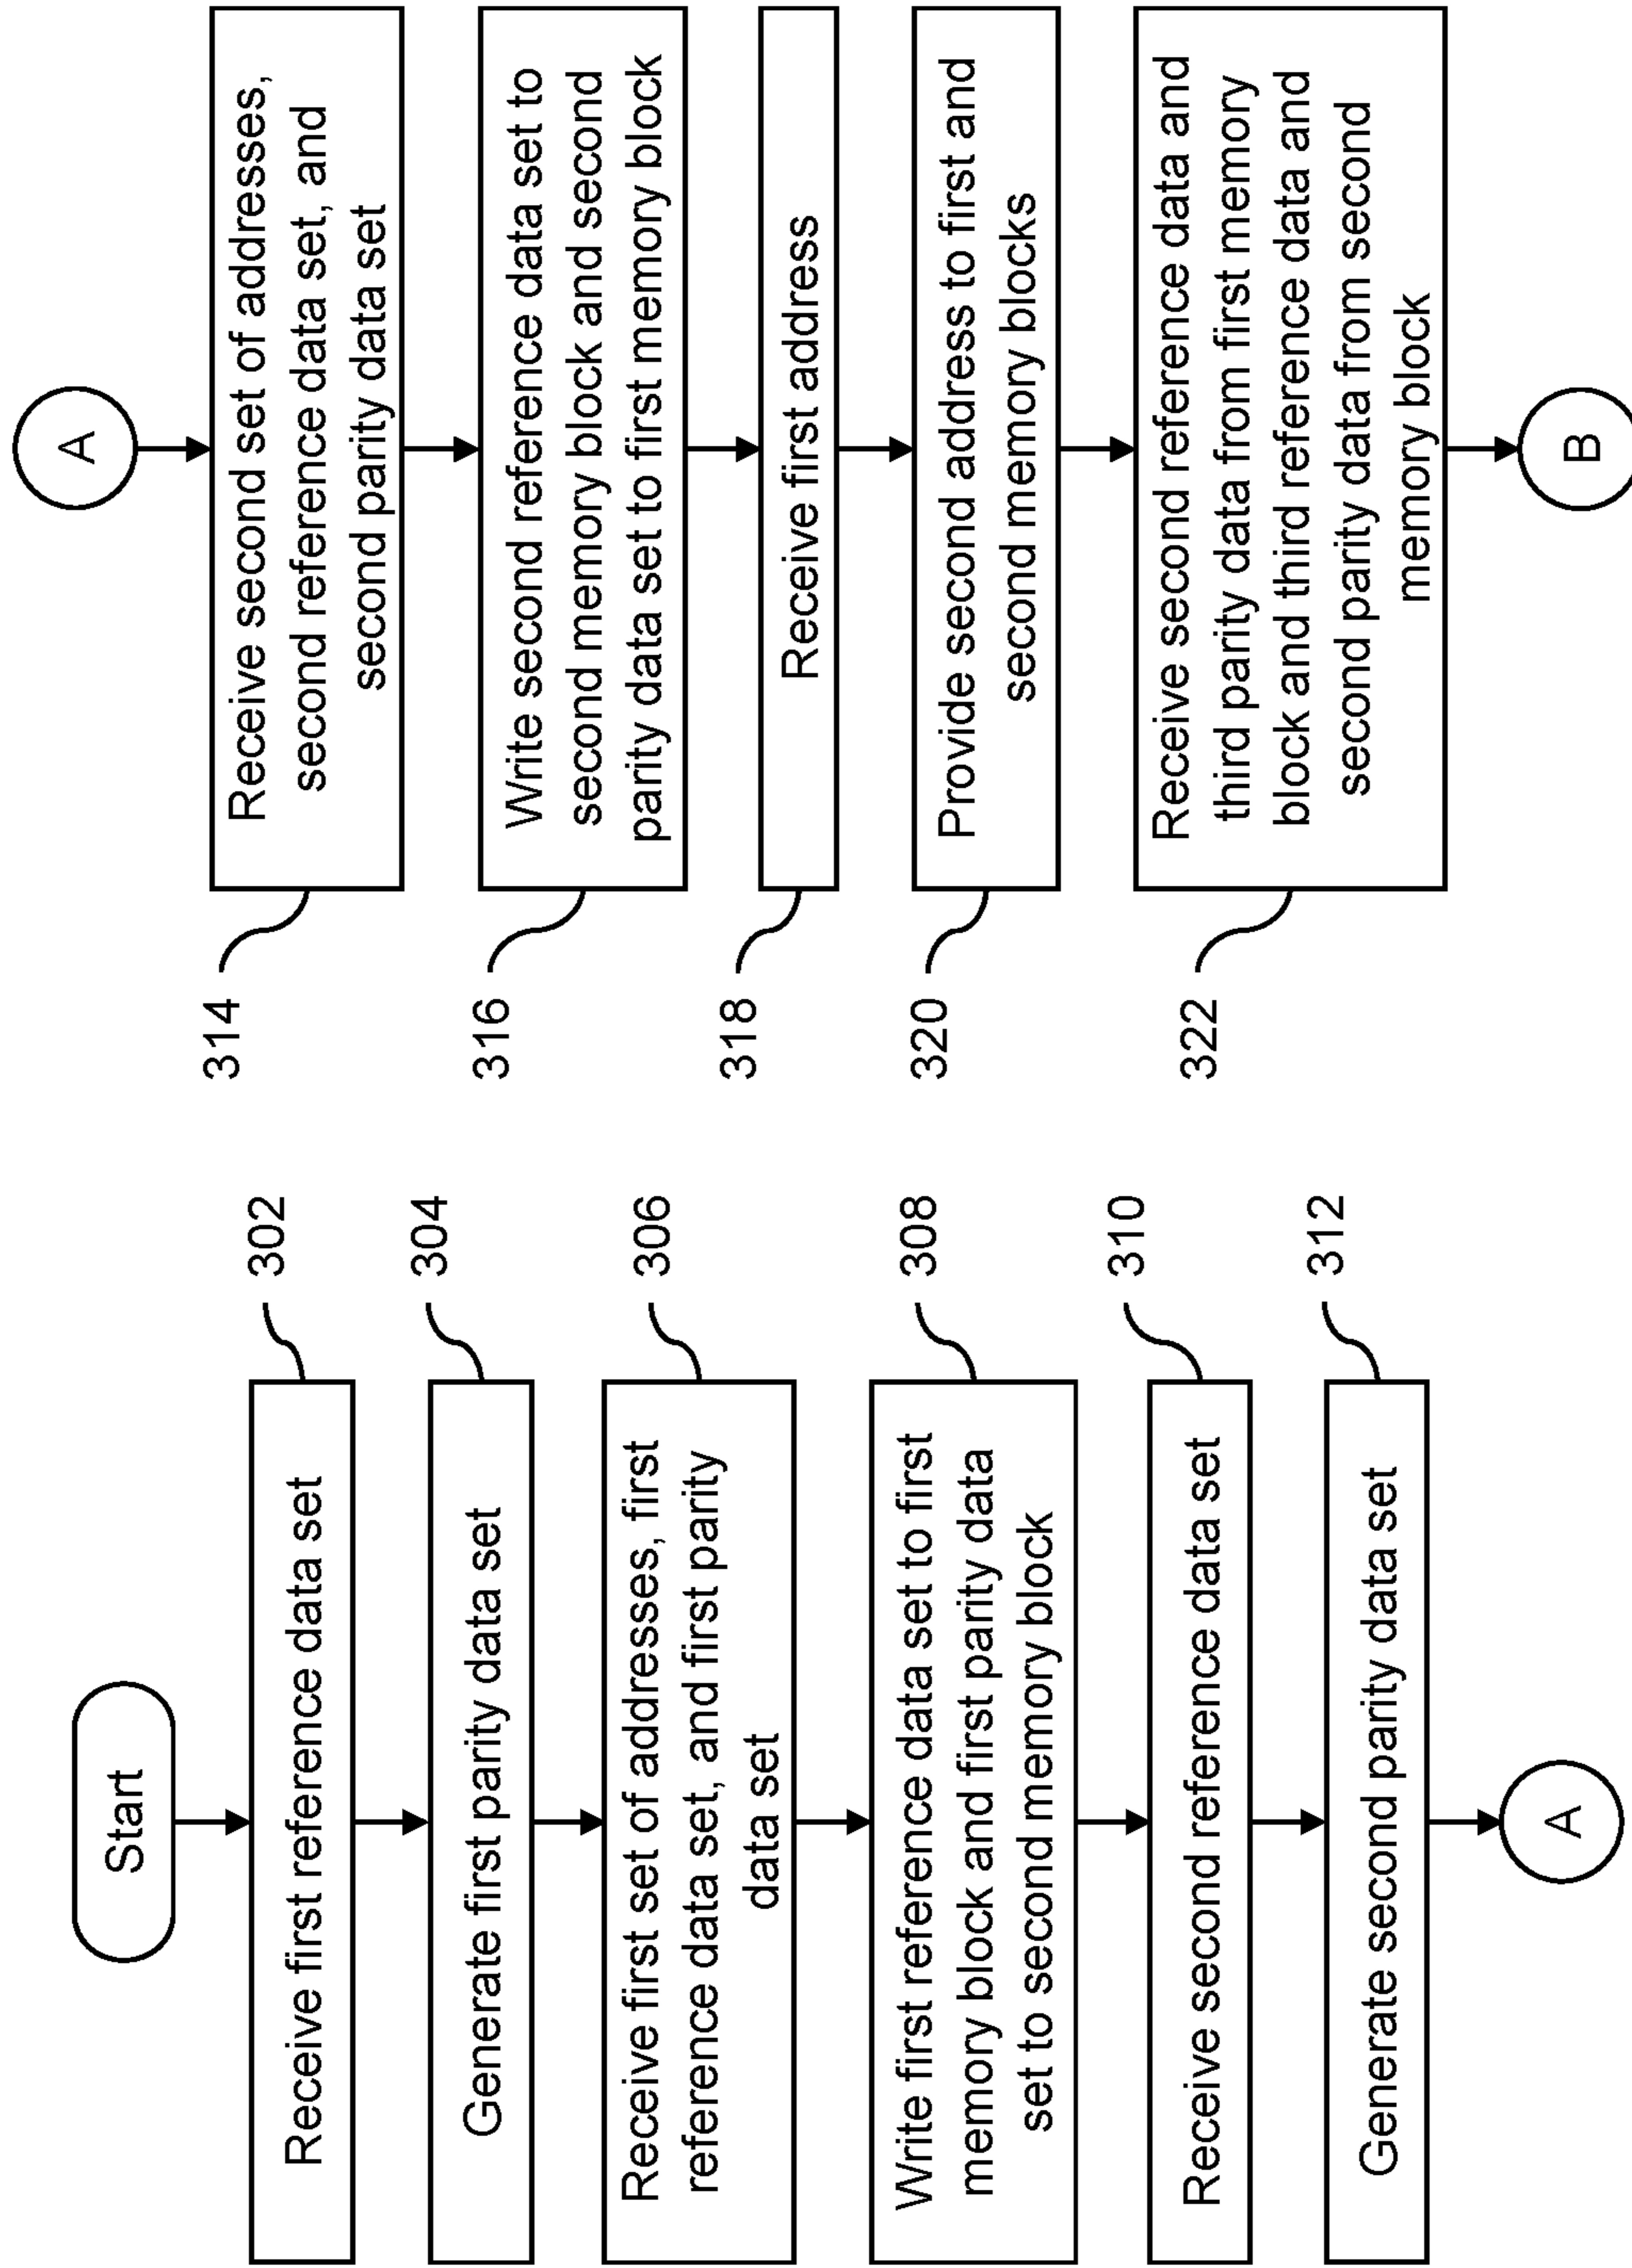 Start
Receive first reference data set
302
Generate first parity data set
304
Receive first set of addresses, first
reference data set, and first parity
data set
306
Write first reference data set to first
memory block and first parity data
set to second memory block
308
Receive second reference data set
310
Generate second parity data set
312
A
A
Receive second set of addresses,
second reference data set, and
second parity data set
314
Write second reference data set to
second memory block and second
parity data set to first memory block
316
Receive first address
318
Provide second address to first and
second memory blocks
320
Receive second reference data and
third parity data from first memory
block and third reference data and
second parity data from second
memory block
322
B